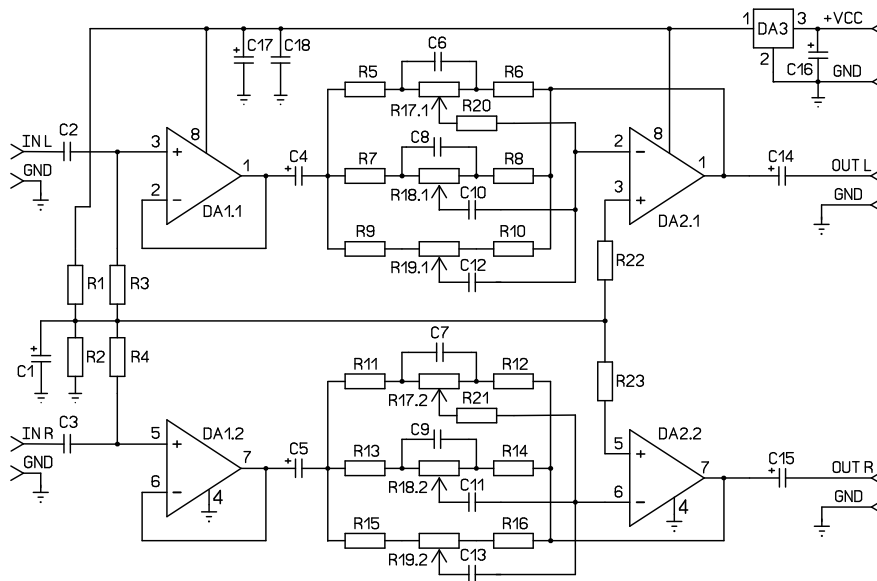 1 DA3 3 +VCC
2
C16
GND
C17 C18
C6
R5 R6
R17.1 R20
C8
R7 R8
R18.1 C10
R9 R10
R19.1 C12
IN L C2
GND
3 + 8
1
2 -
DA1.1
C4
8
2 -
1
3 +
DA2.1
C14 OUT L
GND
R22
R1 R3
R2 R4
C1
R23
C7
R11 R12
R17.2 R21
C9
R13 R14
R18.2 C11
R15 R16
R19.2 C13
IN R C3
GND
5 + DA1.2
7
6 -
4
C5
DA2.2
5 +
7
6 -
4
C15 OUT R
GND
+
+
+
+
+
+
+
+